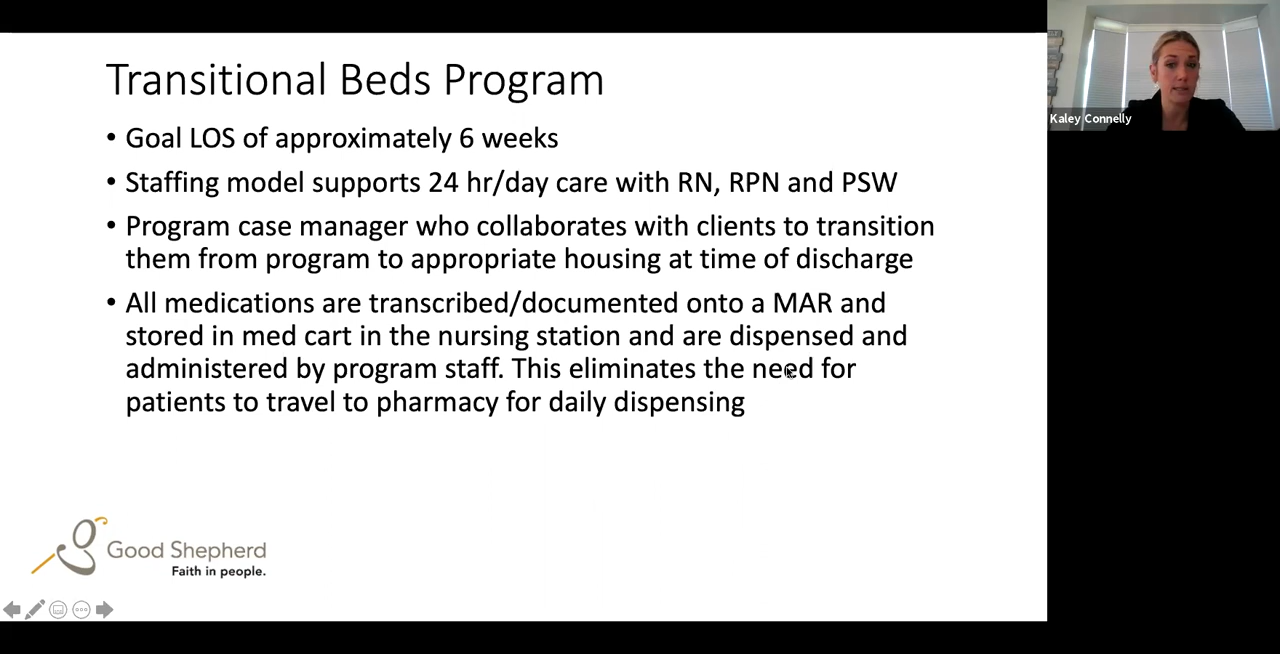 Transitional Beds Program
• Goal LOS of approximately 6 weeks
• Staffing model supports 24 hr/day care with RN, RPN and PSW
• Program case manager who collaborates with clients to transition
them from program to appropriate housing at time of discharge
• All medications are transcribed/documented onto a MAR and
stored in med cart in the nursing station and are dispensed and
administered by program staff. This eliminates the need for
patients to travel to pharmacy for daily dispensing
Good Shepherd
Faith in people.
Kaley Connelly